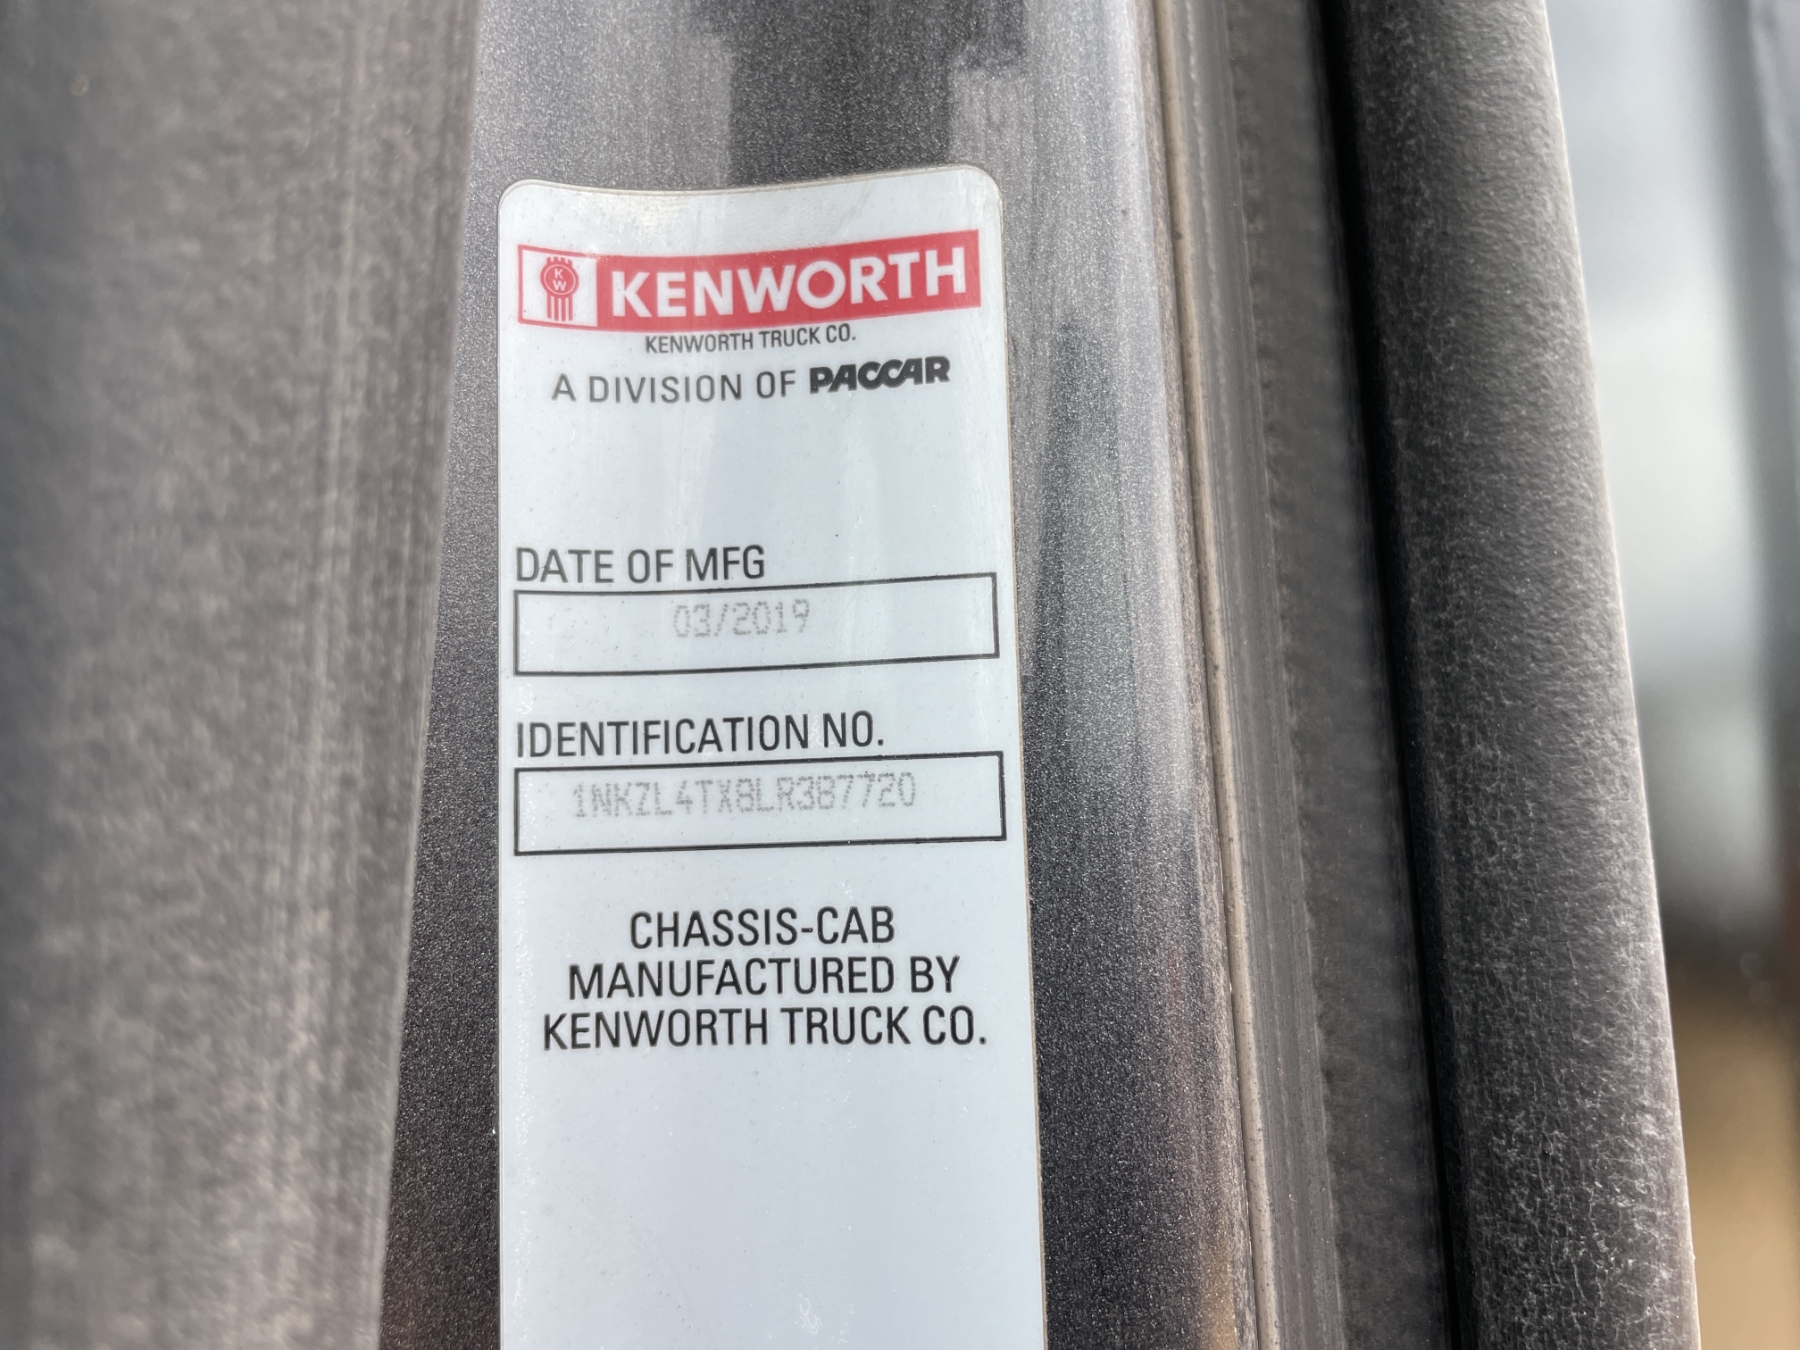 KW KENWORTH
KENWORTH TRUCK CO.
A DIVISION OF PACCAR
DATE OF MFG
03/2019
IDENTIFICATION NO.
1NKZL4TX8LR387720
CHASSIS-CAB
MANUFACTURED BY
KENWORTH TRUCK CO.